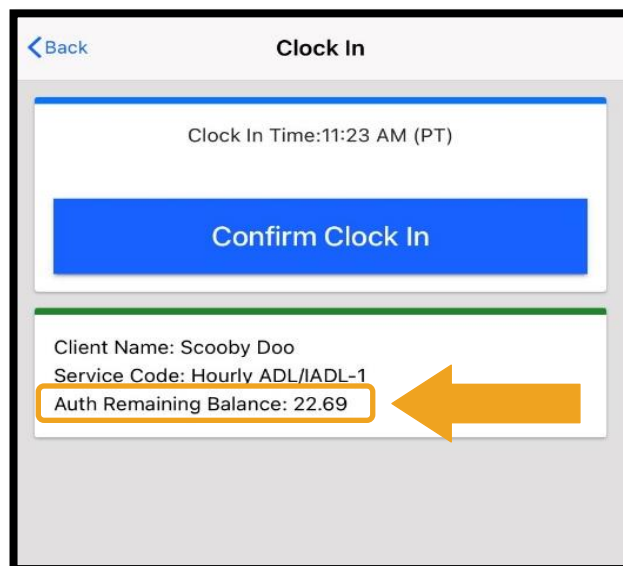 Back
Clock In
Clock In Time:11:23 AM (PT)
Confirm Clock In
Client Name: Scooby Doo
Service Code: Hourly ADL/IADL-1
Auth Remaining Balance: 22.69